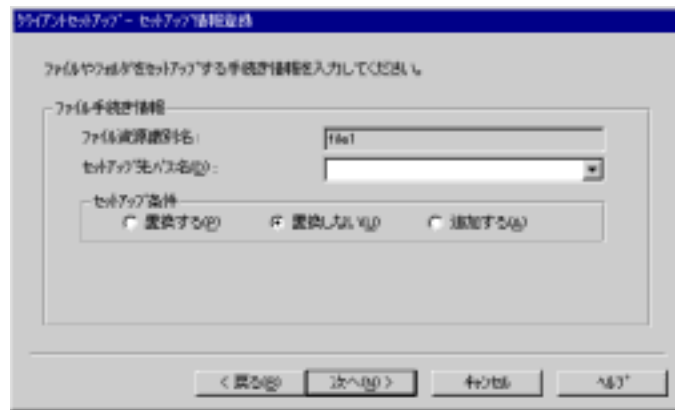 クライアントセットアップ - セットアップ情報登録
ファイルやフォルダをセットアップする手続き情報を入力してください。
ファイル手続き情報
ファイル資源識別名: file1
セットアップ先パス名(D):
セットアップ条件
置換する(P) 置換しない(U) 追加する(A)
< 戻る(B) 次へ(N) > キャンセル ヘルプ